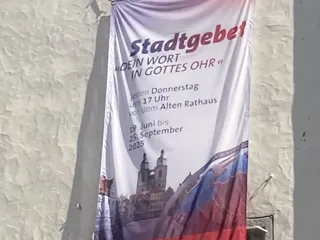 Stadtgebet
»DEIN WORT
IN GOTTES OHR«
jeden Donnerstag
um 17 Uhr
vor dem Alten Rathaus
19. Juni bis
25. September
2025